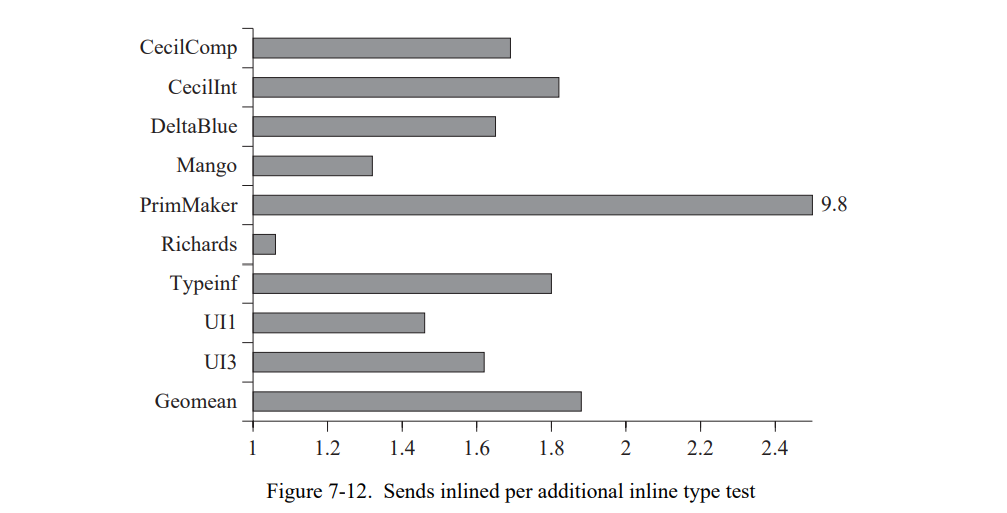 CecilComp
CecilInt
DeltaBlue
Mango
PrimMaker 9.8
Richards
Typeinf
UI1
UI3
Geomean
1 1.2 1.4 1.6 1.8 2 2.2 2.4
Figure 7-12. Sends inlined per additional inline type test